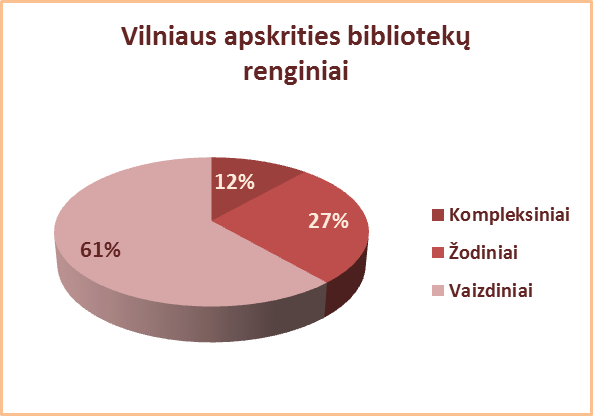 Vilniaus apskrities bibliotekų
renginiai
12%
27%
61%
Kompleksiniai
Žodiniai
Vaizdiniai